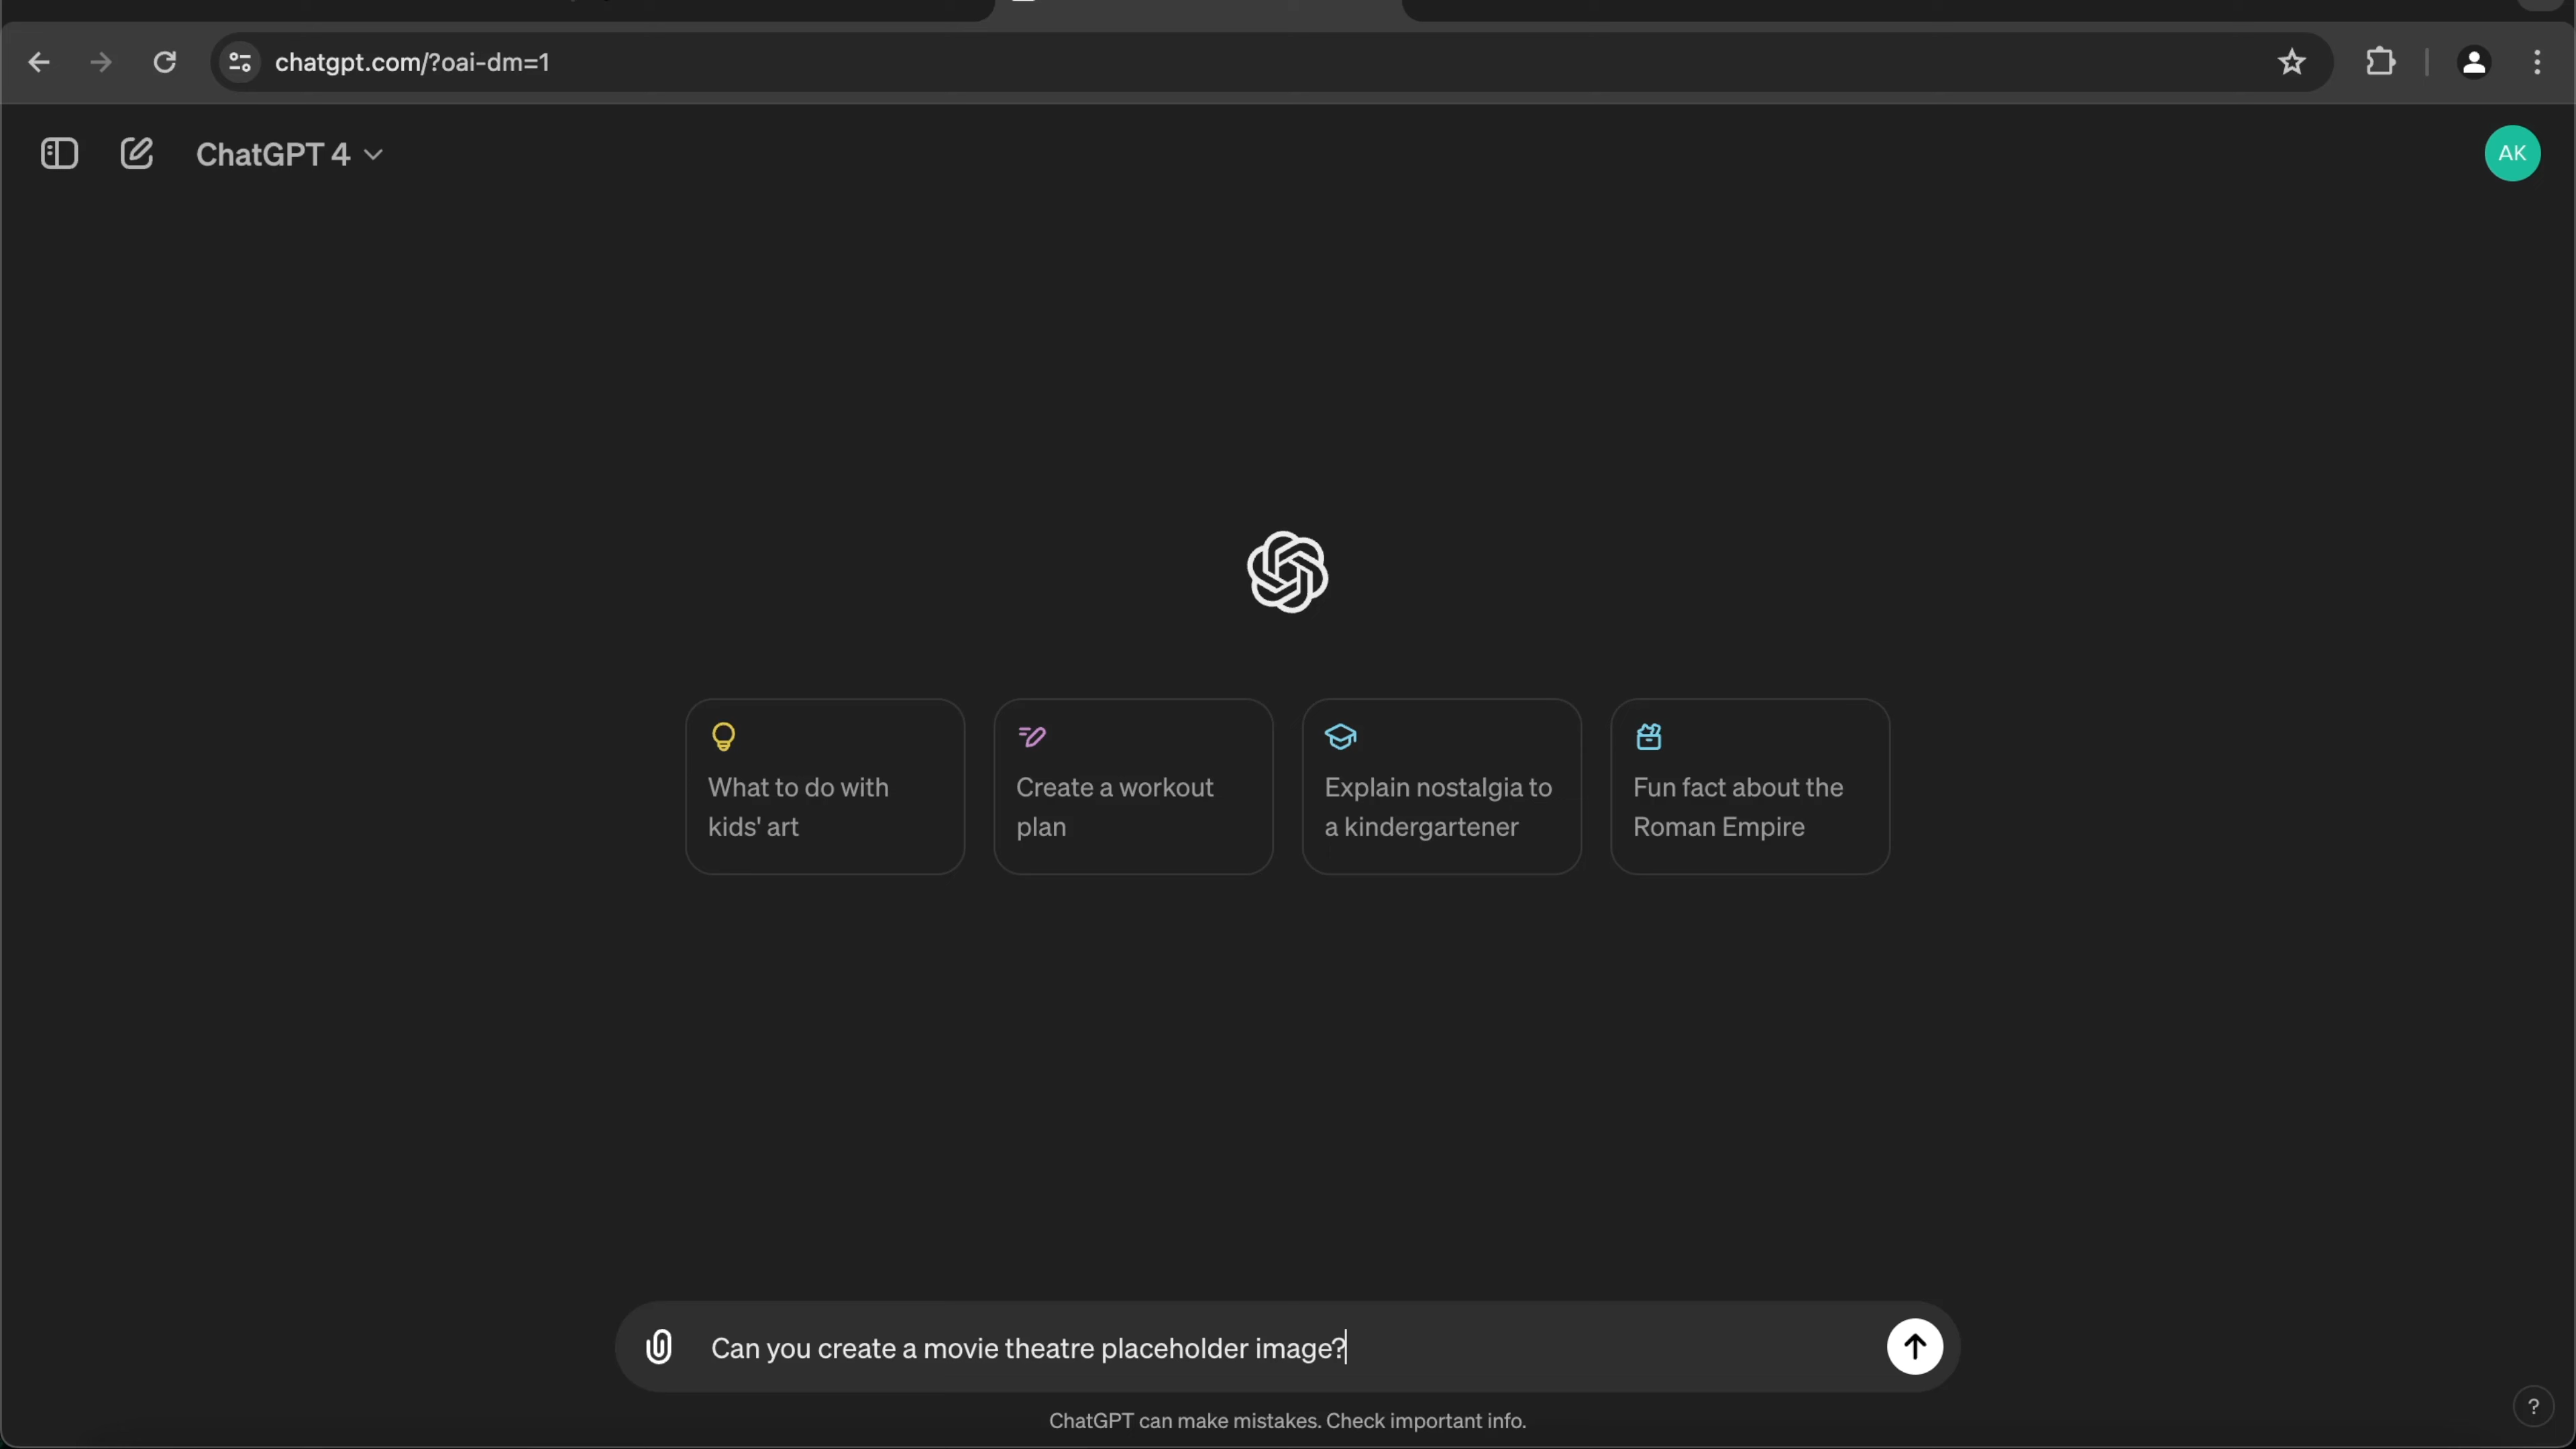 chatgpt.com/?oai-dm=1
ChatGPT 4
AK
What to do with
kids' art
Create a workout
plan
Explain nostalgia to
a kindergartener
Fun fact about the
Roman Empire
Can you create a movie theatre placeholder image?
ChatGPT can make mistakes. Check important info.
?